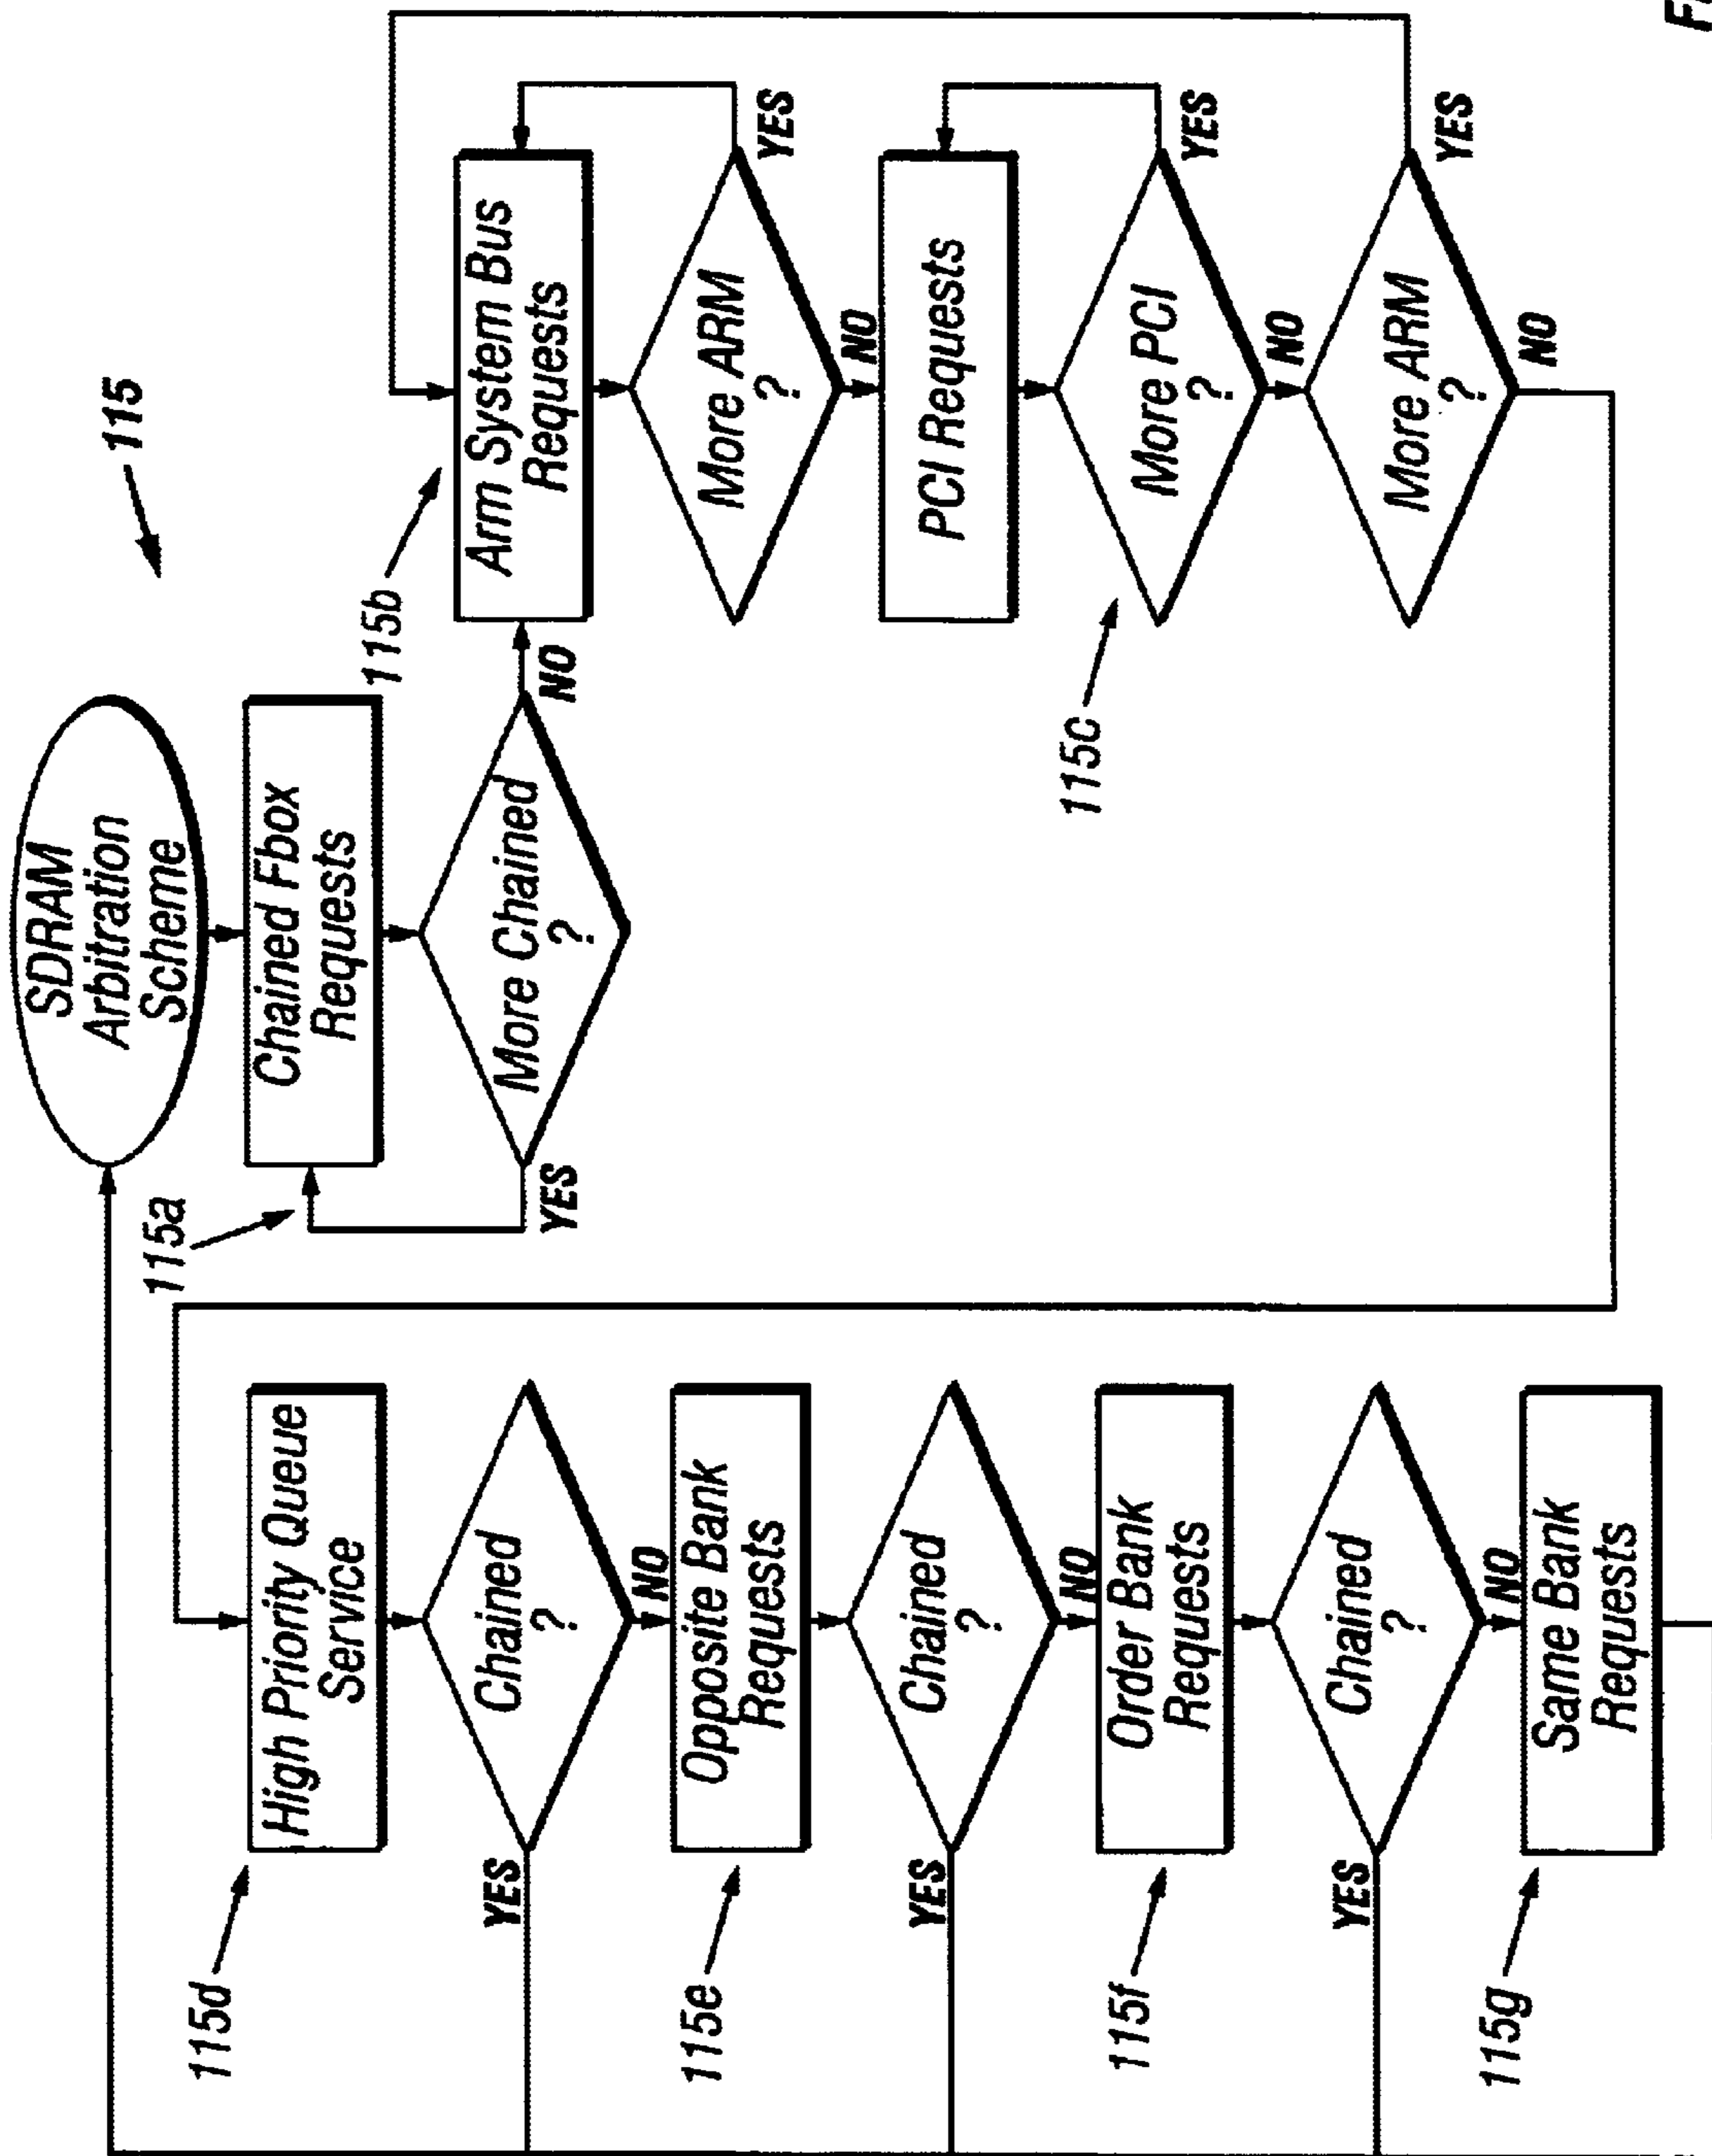 115
SDRAM
Arbitration
Scheme
115a
Chained Fbox
Requests
More Chained
?
YES
NO
115b
Arm System Bus
Requests
More ARM
?
YES
NO
PCI Requests
115c
More PCI
?
YES
NO
More ARM
?
YES
NO
115d
High Priority Queue
Service
Chained
?
YES
NO
115e
Opposite Bank
Requests
Chained
?
YES
NO
115f
Order Bank
Requests
Chained
?
YES
NO
115g
Same Bank
Requests